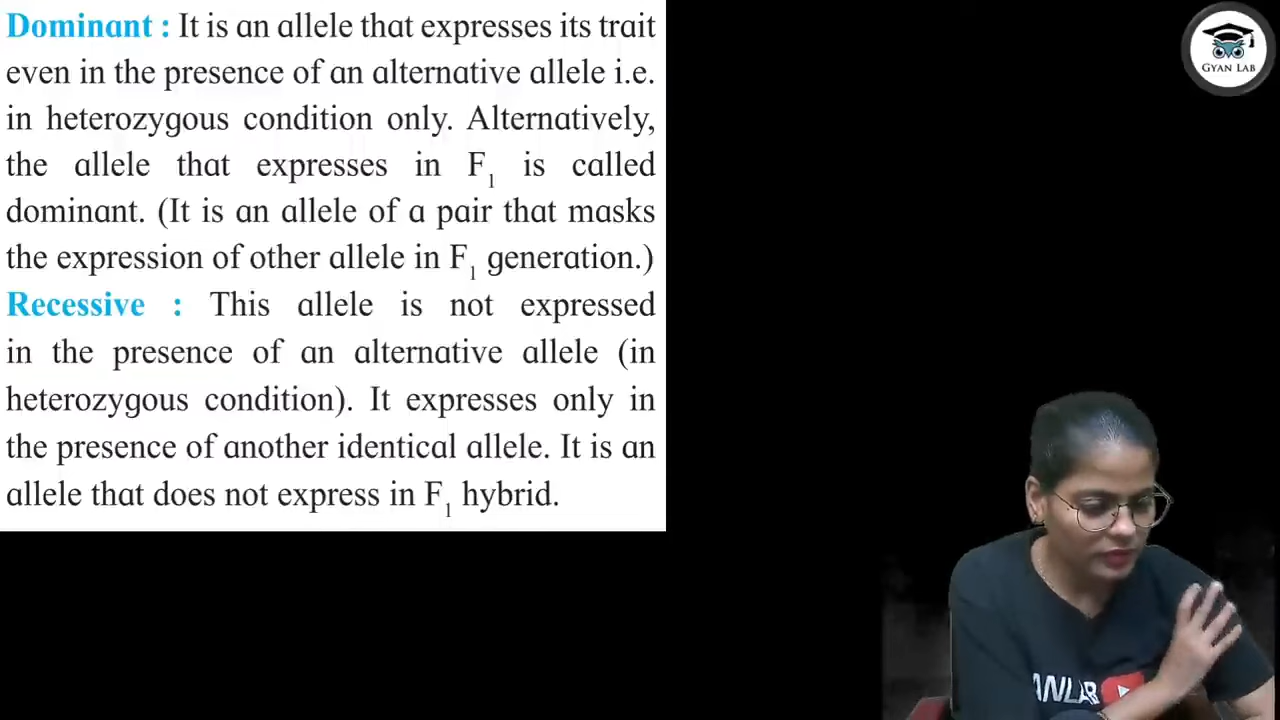 Dominant : It is an allele that expresses its trait
even in the presence of an alternative allele i.e.
in heterozygous condition only. Alternatively,
the allele that expresses in F₁ is called
dominant. (It is an allele of a pair that masks
the expression of other allele in F₁ generation.)
Recessive : This allele is not expressed
in the presence of an alternative allele (in
heterozygous condition). It expresses only in
the presence of another identical allele. It is an
allele that does not express in F₁ hybrid.
GYAN LAB
ANLAB